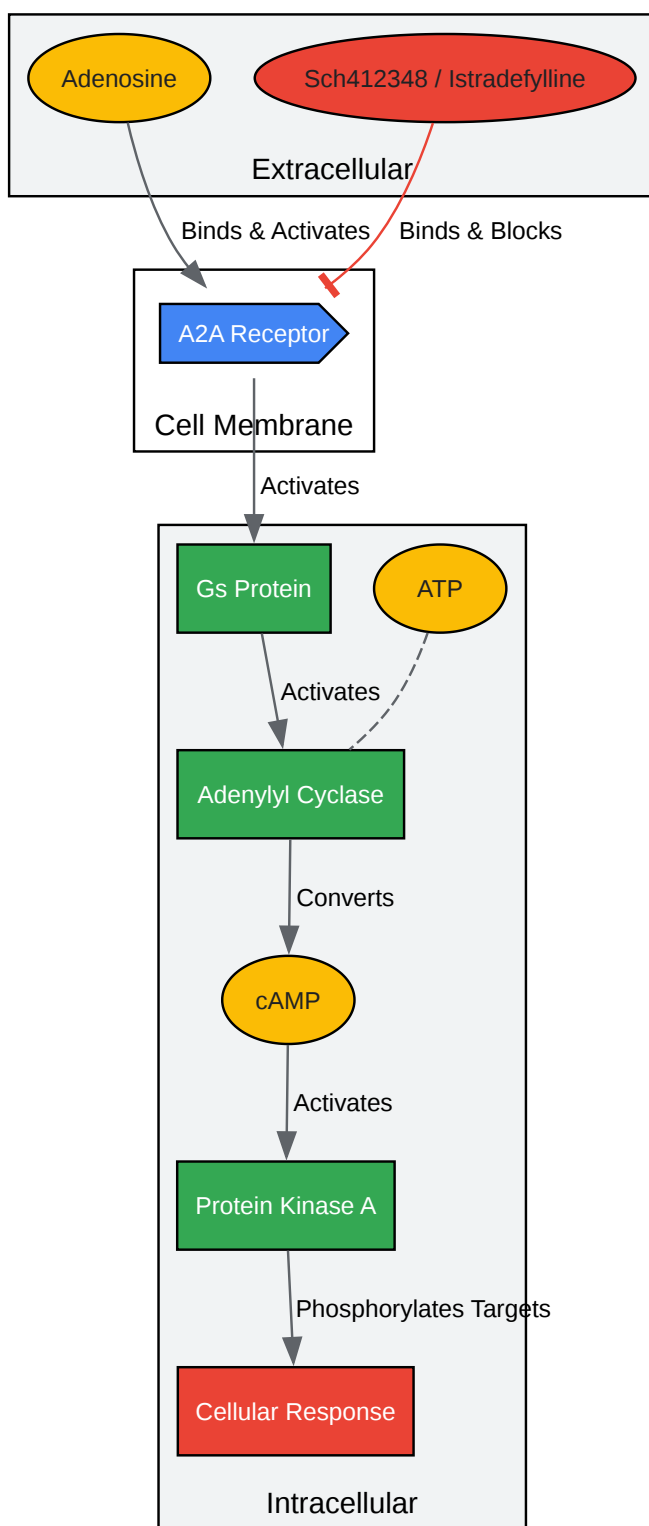 Adenosine
Sch412348 / Istradefylline
Extracellular
Binds & Activates
Binds & Blocks
A2A Receptor
Cell Membrane
Activates
Gs Protein
ATP
Activates
Adenylyl Cyclase
Converts
cAMP
Activates
Protein Kinase A
Phosphorylates Targets
Cellular Response
Intracellular